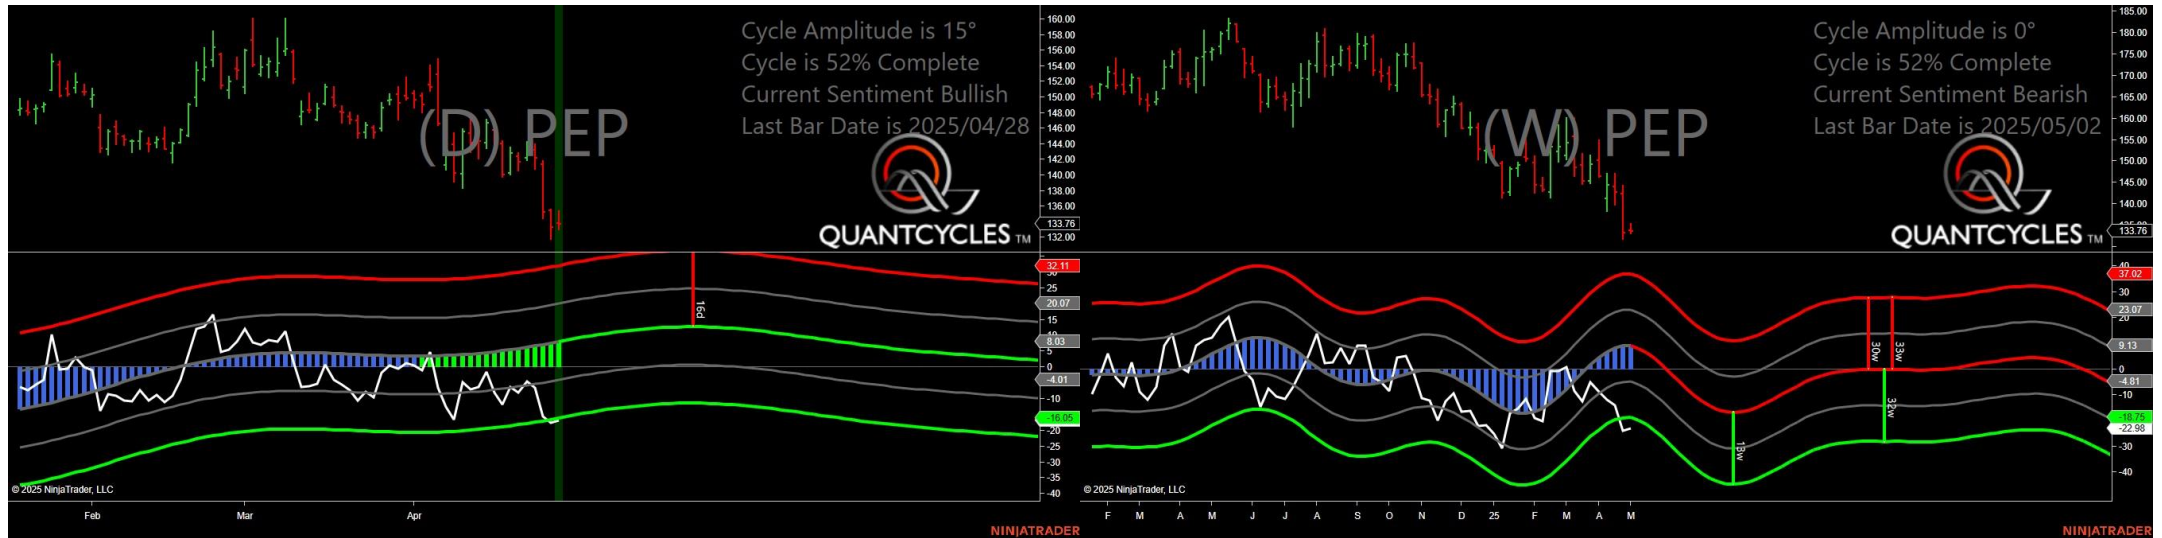 Cycle Amplitude is 15°
Cycle is 52% Complete
Current Sentiment Bullish
Last Bar Date is 2025/04/28
(D) PEP
QUANTCYCLES TM
160.00
158.00
156.00
154.00
152.00
150.00
148.00
146.00
144.00
142.00
140.00
138.00
136.00
133.76
132.00
32.11
25
20.07
15
8.03
5
0
-4.01
-10
-16.05
-20
-25
-30
-35
-40
16d
© 2025 NinjaTrader, LLC
Feb Mar Apr
NINJATRADER
Cycle Amplitude is 0°
Cycle is 52% Complete
Current Sentiment Bearish
Last Bar Date is 2025/05/02
(W) PEP
QUANTCYCLES TM
185.00
180.00
175.00
170.00
165.00
160.00
155.00
150.00
145.00
140.00
133.76
40
37.02
30
23.07
20
9.13
0
-4.81
-10
-18.75
-22.98
-30
-40
30w
33w
32w
13w
© 2025 NinjaTrader, LLC
F M A M J J A S O N D 25 F M A M
NINJATRADER